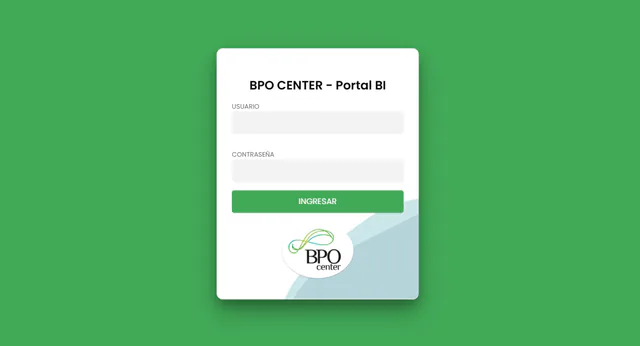 BPO CENTER - Portal BI
USUARIO
CONTRASEÑA
INGRESAR
BPO
center